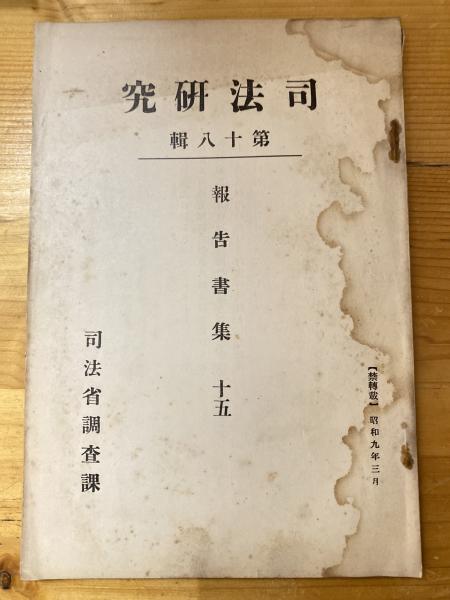 司法研究
第十八輯
報告書集 十五
【禁轉載】 昭和九年三月
司法省調査課